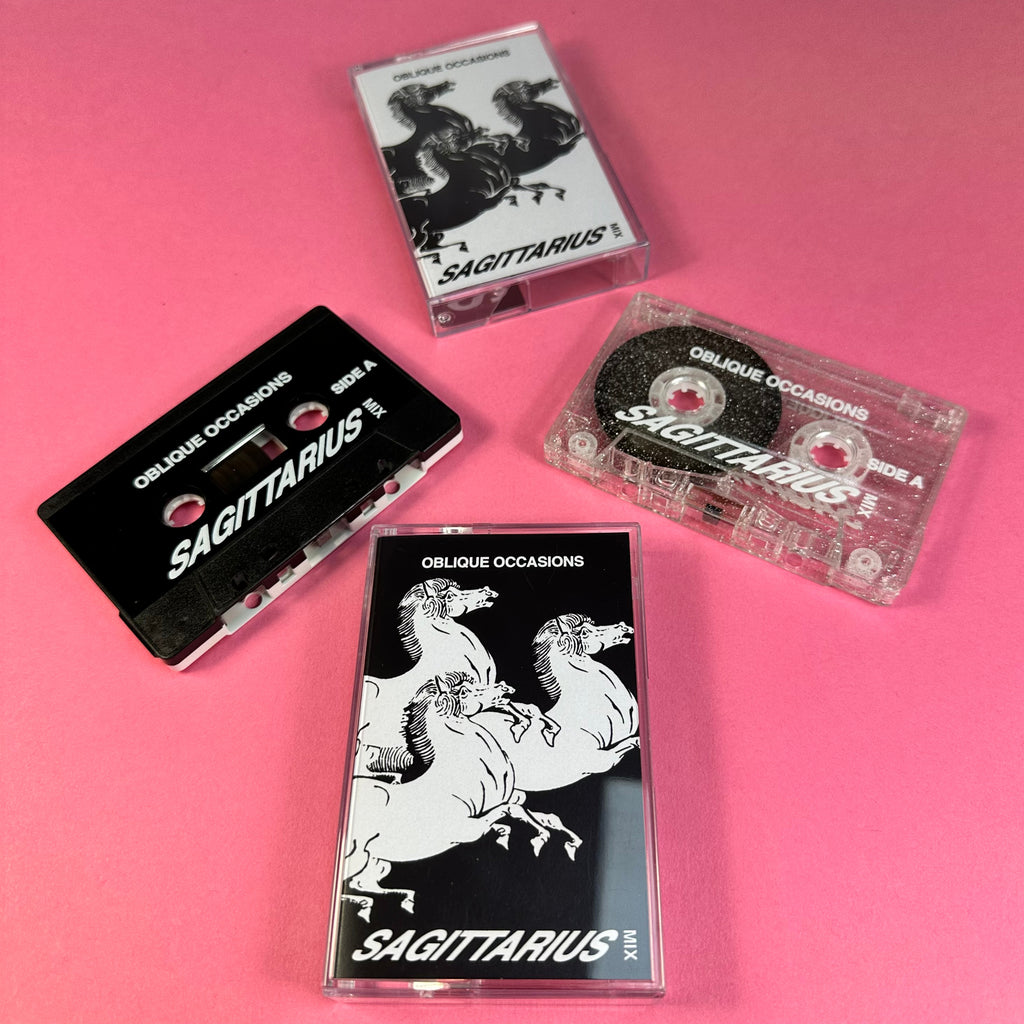 OBLIQUE OCCASIONS
SAGITTARIUS
MIX
OBLIQUE OCCASIONS
SIDE A
SAGITTARIUS
MIX
OBLIQUE OCCASIONS
SAGITTARIUS
SIDE A
MIX
OBLIQUE OCCASIONS
SAGITTARIUS
MIX